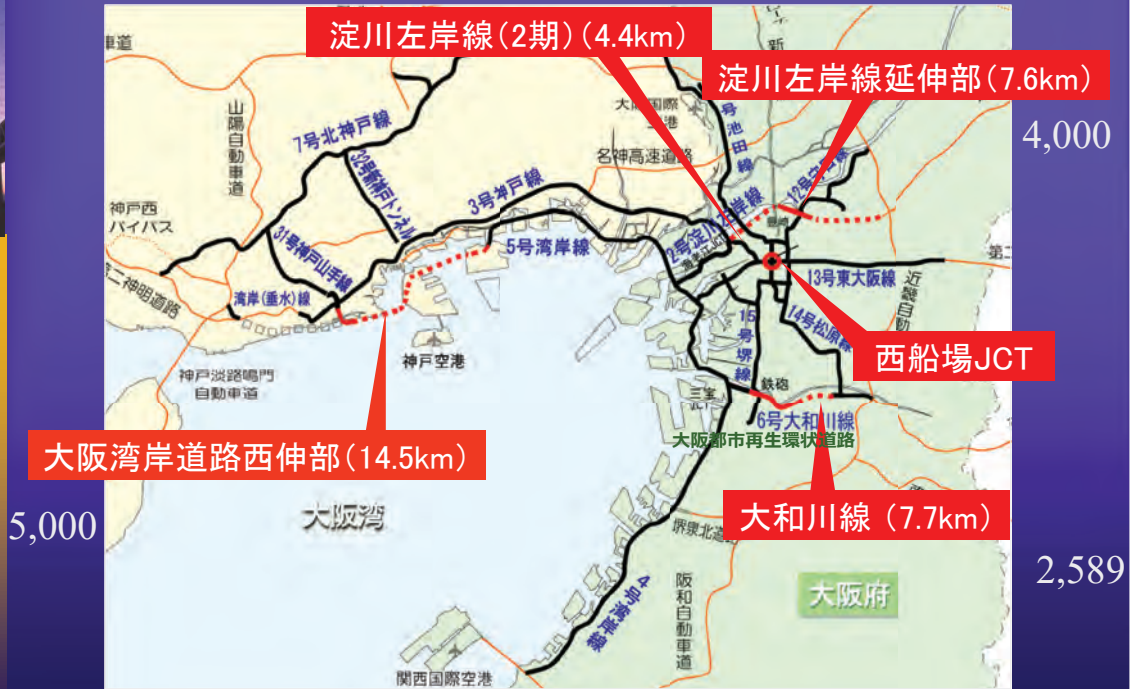 淀川左岸線(2期)(4.4km)
車道
新
淀川左岸線延伸部(7.6km)
4,000
大阪国際
空港
号池田線
山陽自動車道
7号北神戸線
名神高速道路
32号新神戸トンネル
3号神戸線
神戸西
バイパス
31号神戸山手線
5号湾岸線
2号淀川左岸線
第二
13号東大阪線
第二神明道路
湾岸(垂水)線
近畿自動
15号堺線
14号松原線
西船場JCT
神戸空港
神戸淡路鳴門
自動車道
鉄砲
三宝
JCT
6号大和川線
大阪都市再生環状道路
大阪湾岸道路西伸部(14.5km)
大阪湾
大和川線 (7.7km)
5,000
堺泉北道路
2,589
4号湾岸線
阪和自動車道
大阪府
関西国際空港